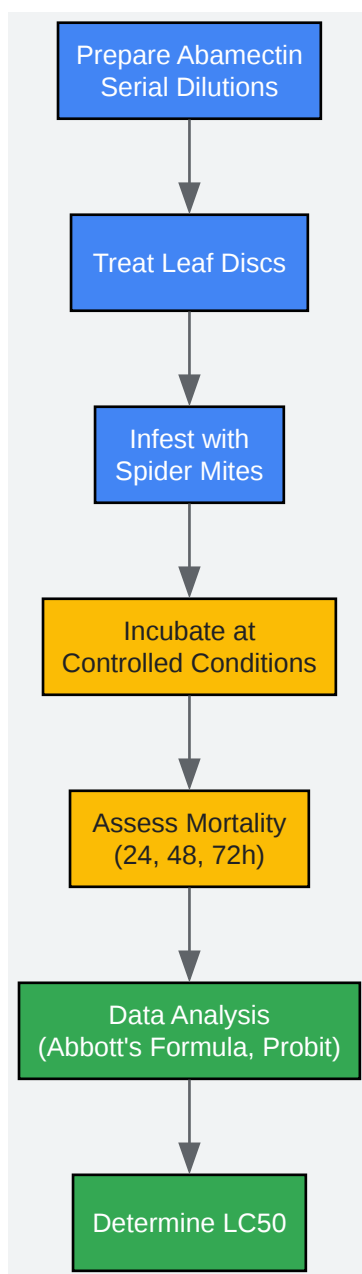 Prepare Abamectin
Serial Dilutions
Treat Leaf Discs
Infest with
Spider Mites
Incubate at
Controlled Conditions
Assess Mortality
(24, 48, 72h)
Data Analysis
(Abbott's Formula, Probit)
Determine LC50